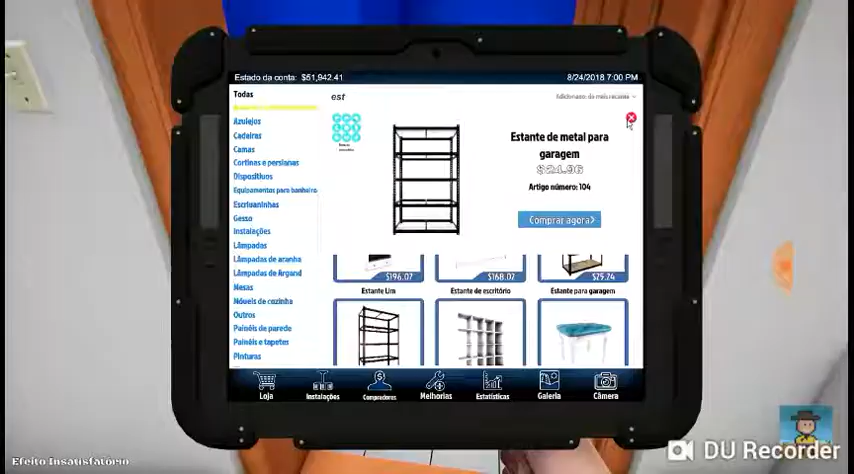 Estado da conta: $51,942.41
8/24/2018 7:00 PM
Todas
est
Adicionado: da mais recente
Azulejos
Cadeiras
Camas
Cortinas e persianas
Dispositivos
Equipamentos para banheiro
Escrivaninhas
Gesso
Instalações
Lâmpadas
Lâmpadas de aranha
Lâmpadas de Argand
Mesas
Móveis de cozinha
Outros
Painéis de parede
Painéis e tapetes
Pinturas
Estante de metal para
garagem
$24.96
Artigo número: 104
Comprar agora
$196.07
$168.02
$25.24
Estante Lim
Estante de escritório
Estante para garagem
Loja
Instalações
Compradores
Melhorias
Estatísticas
Galeria
Câmera
Efeito Insatisfatório
DU Recorder